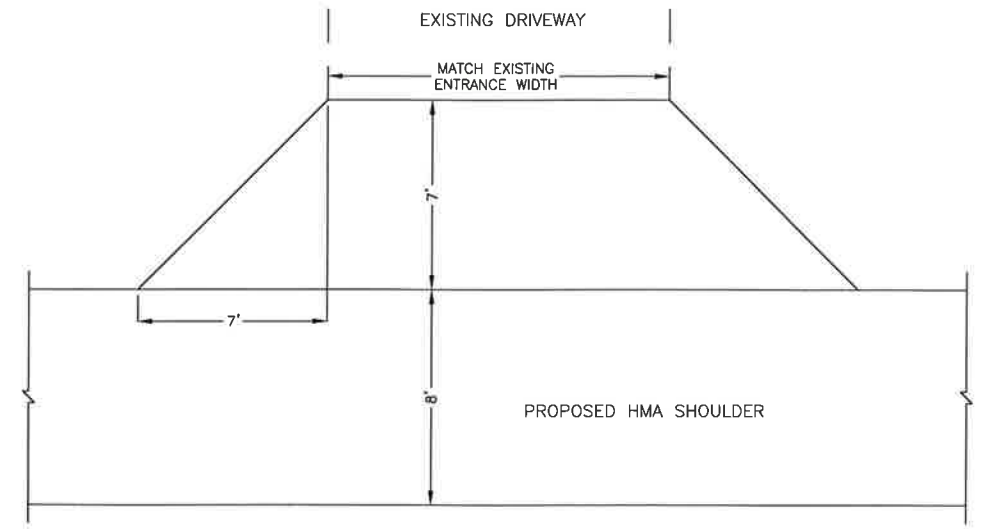 EXISTING DRIVEWAY
MATCH EXISTING
ENTRANCE WIDTH
7'
7'
8'
PROPOSED HMA SHOULDER